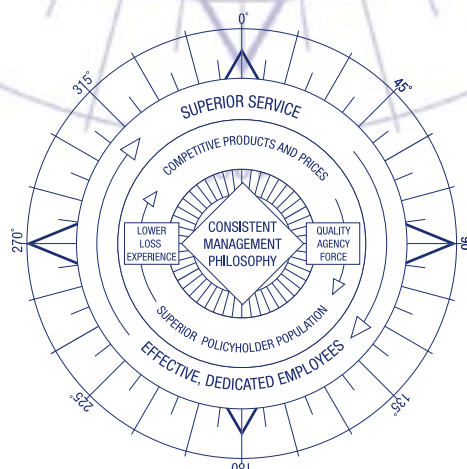 0°
45°
90
135°
180
225°
270°
315°
SUPERIOR SERVICE
COMPETITIVE PRODUCTS AND PRICES
LOWER
LOSS
EXPERIENCE
CONSISTENT
MANAGEMENT
PHILOSOPHY
QUALITY
AGENCY
FORCE
SUPERIOR POLICYHOLDER POPULATION
EFFECTIVE, DEDICATED EMPLOYEES